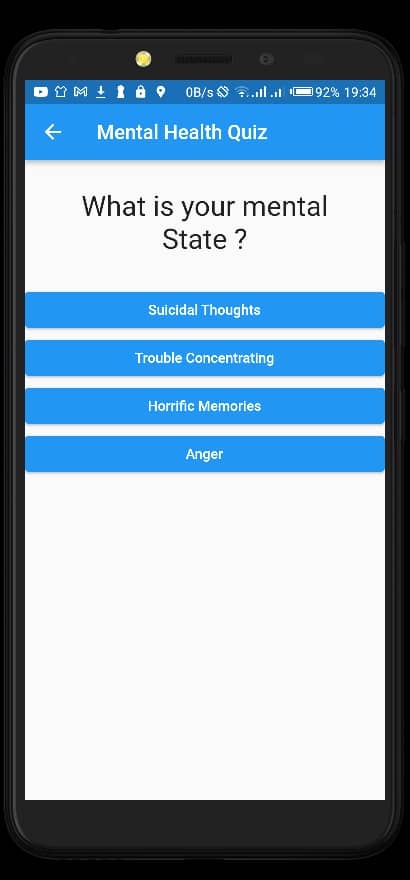 0B/s 92% 19:34
Mental Health Quiz
What is your mental
State ?
Suicidal Thoughts
Trouble Concentrating
Horrific Memories
Anger